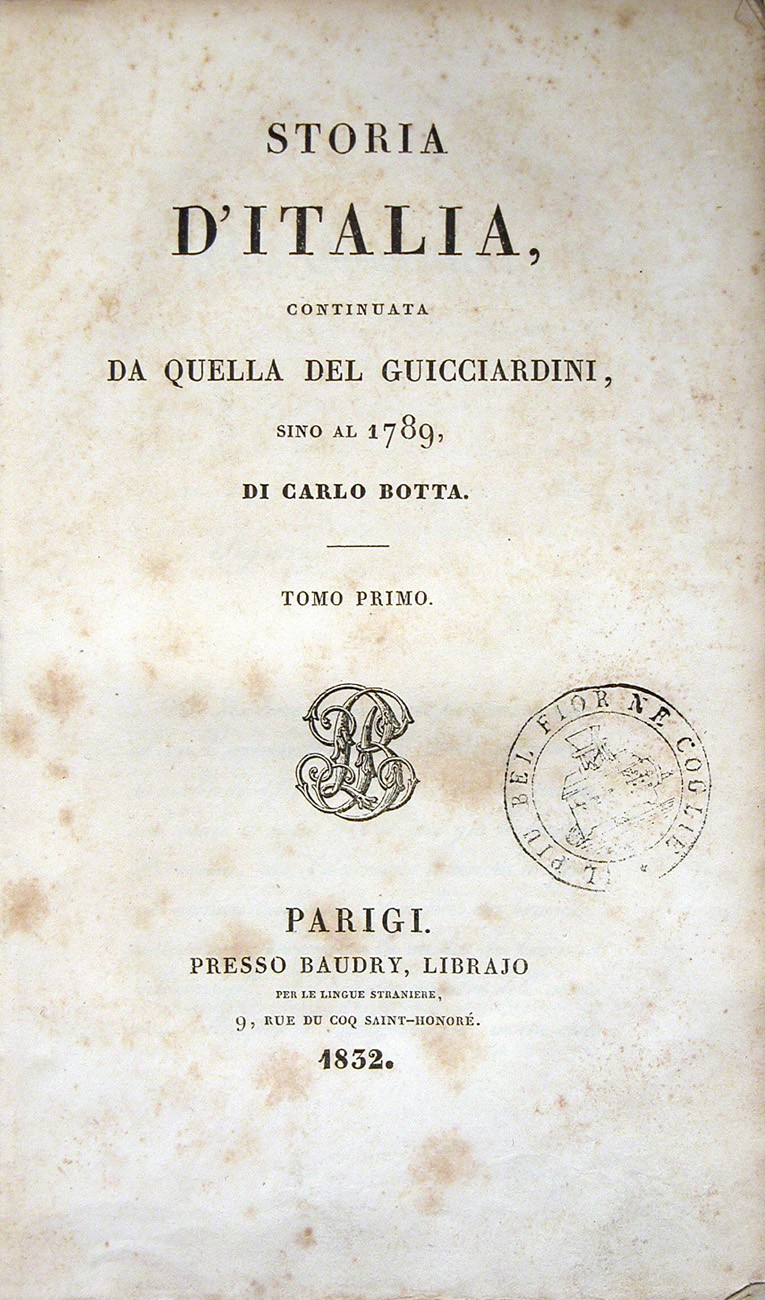 STORIA
D'ITALIA,
CONTINUATA
DA QUELLA DEL GUICCIARDINI,
SINO AL 1789,
DI CARLO BOTTA.
TOMO PRIMO.
IL PIU BEL FIOR NE COGLIE *
PARIGI.
PRESSO BAUDRY, LIBRAJO
PER LE LINGUE STRANIERE,
9, RUE DU COQ SAINT-HONORÉ.
1832.